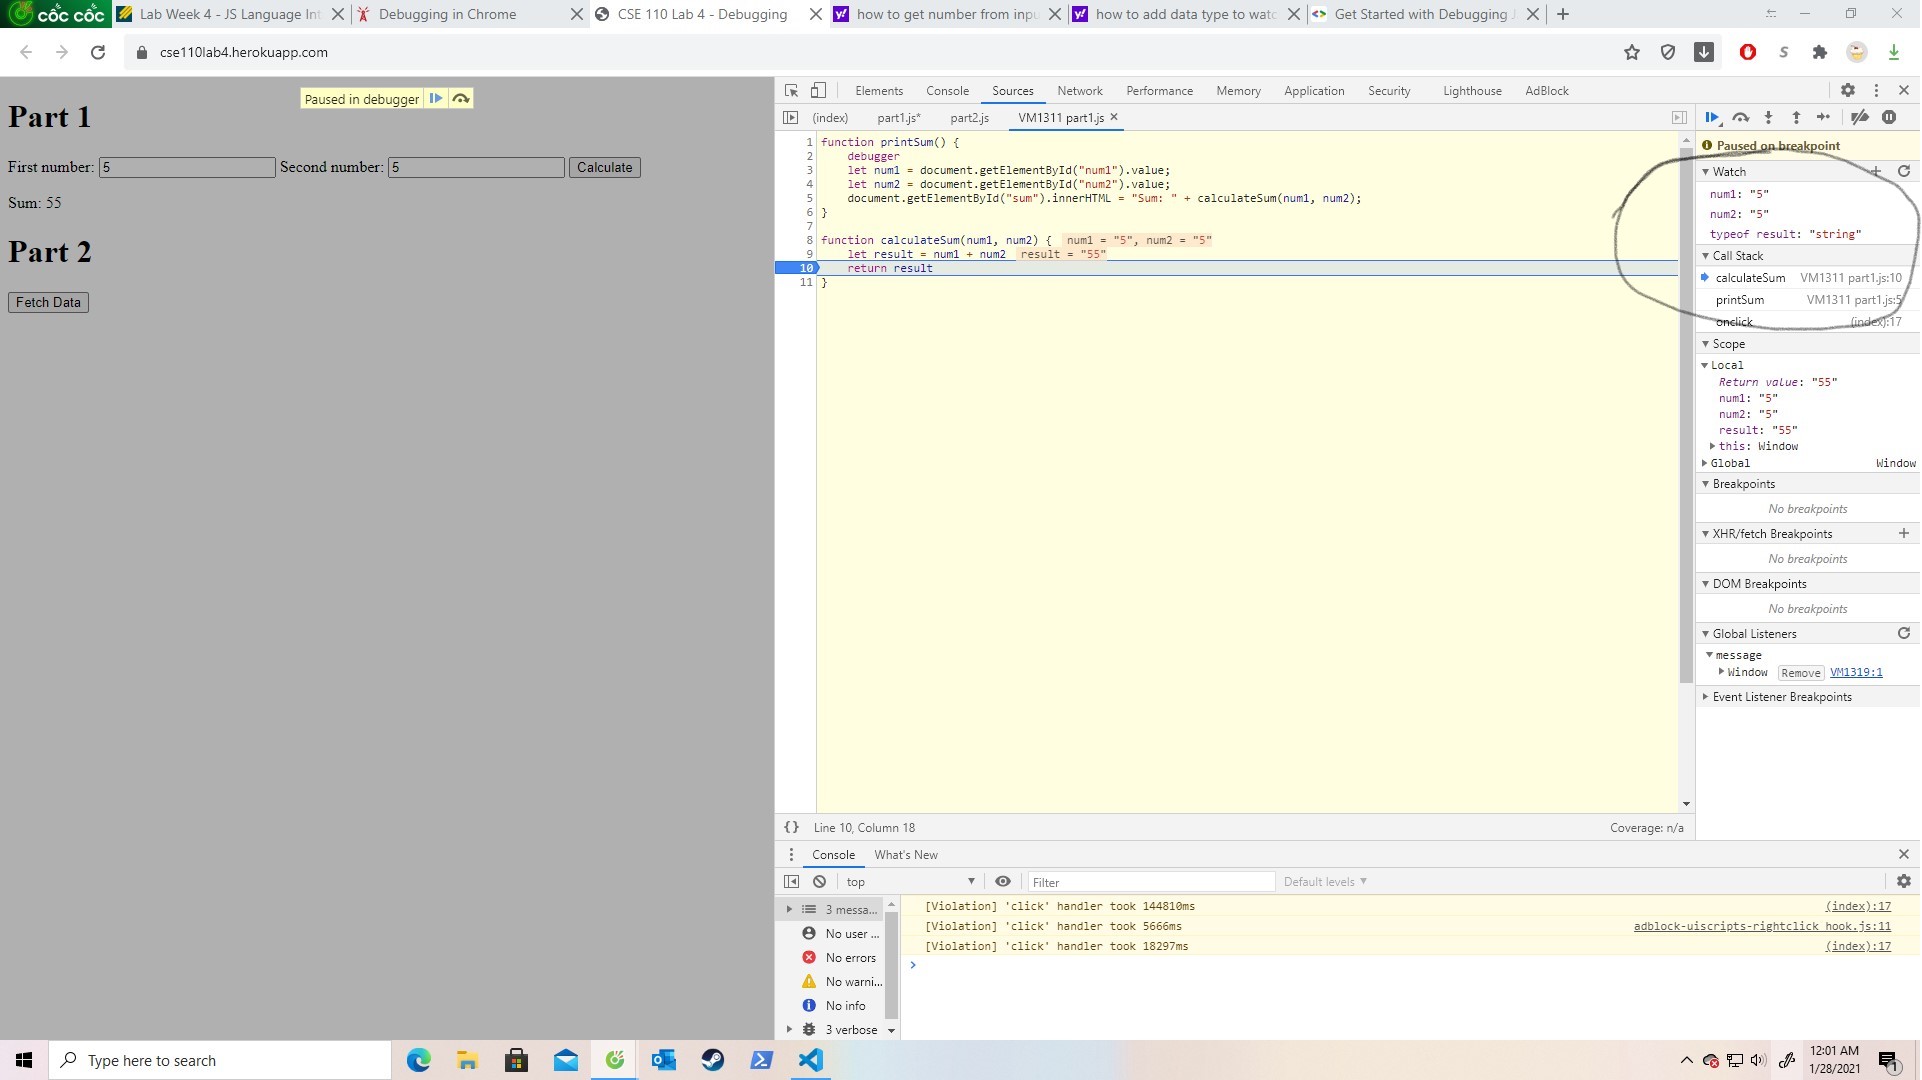 cốc cốc
Lab Week 4 - JS Language Int
Debugging in Chrome
CSE 110 Lab 4 - Debugging
how to get number from inpu
how to add data type to watc
Get Started with Debugging J
cse110lab4.herokuapp.com
Part 1
Paused in debugger
First number: 5 Second number: 5 Calculate
Sum: 55
Part 2
Fetch Data
Elements Console Sources Network Performance Memory Application Security Lighthouse AdBlock
(index) part1.js* part2.js VM1311 part1.js
1 function printSum() {
2 debugger
3 let num1 = document.getElementById("num1").value;
4 let num2 = document.getElementById("num2").value;
5 document.getElementById("sum").innerHTML = "Sum: " + calculateSum(num1, num2);
6 }
7
8 function calculateSum(num1, num2) { num1 = "5", num2 = "5"
9 let result = num1 + num2 result = "55"
10 return result
11 }
Paused on breakpoint
Watch
num1: "5"
num2: "5"
typeof result: "string"
Call Stack
calculateSum VM1311 part1.js:10
printSum VM1311 part1.js:5
onclick (index):17
Scope
Local
Return value: "55"
num1: "5"
num2: "5"
result: "55"
this: Window
Global Window
Breakpoints
No breakpoints
XHR/fetch Breakpoints
No breakpoints
DOM Breakpoints
No breakpoints
Global Listeners
message
Window Remove VM1319:1
Event Listener Breakpoints
{} Line 10, Column 18 Coverage: n/a
Console What's New
top Filter Default levels
3 messa...
No user ...
No errors
No warni...
No info
3 verbose
[Violation] 'click' handler took 144810ms (index):17
[Violation] 'click' handler took 5666ms adblock-uiscripts-rightclick_hook.js:11
[Violation] 'click' handler took 18297ms (index):17
Type here to search
12:01 AM
1/28/2021
1